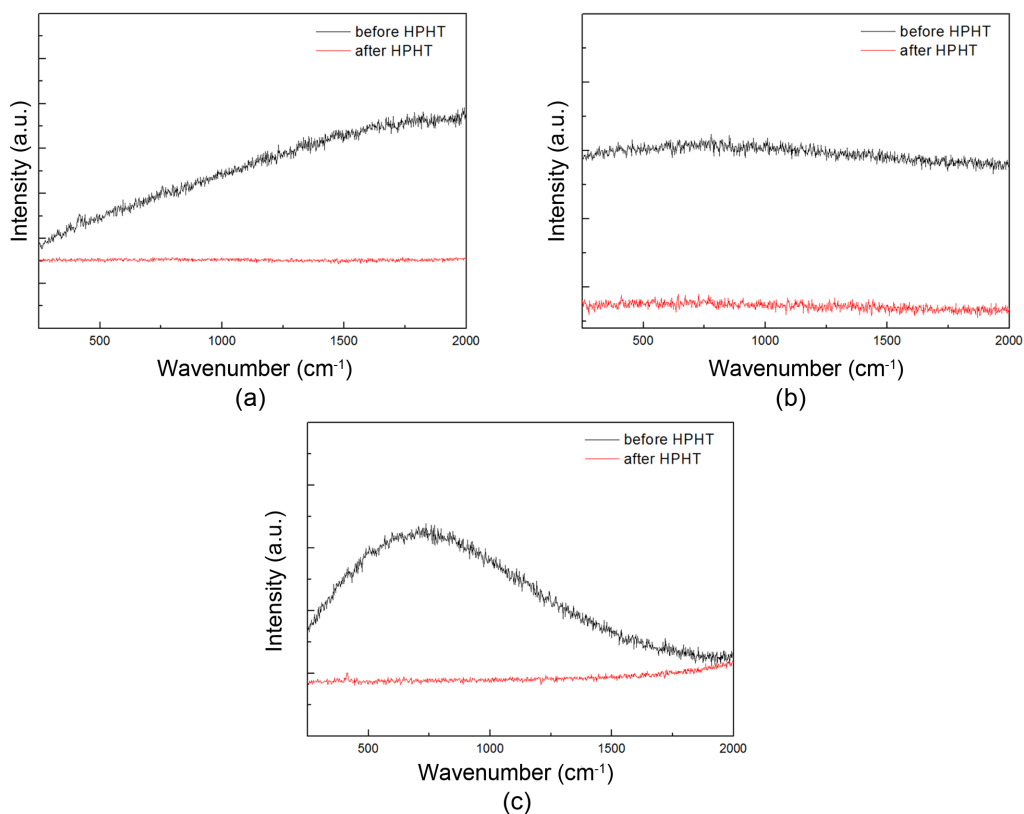 before HPHT
after HPHT
Intensity (a.u.)
500
1000
1500
2000
Wavenumber (cm⁻¹)
(a)
before HPHT
after HPHT
Intensity (a.u.)
500
1000
1500
2000
Wavenumber (cm⁻¹)
(b)
before HPHT
after HPHT
Intensity (a.u.)
500
1000
1500
2000
Wavenumber (cm⁻¹)
(c)